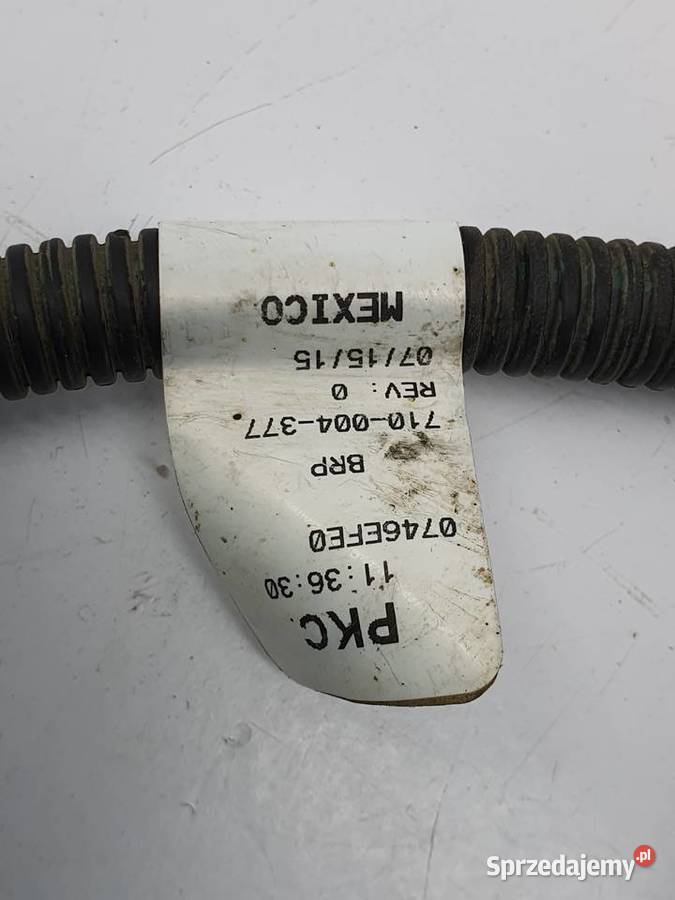 PKC
11:36:30
0746EFE0
BRP
710-004-377
REV: 0
07/15/15
MEXICO
Sprzedajemy.pl